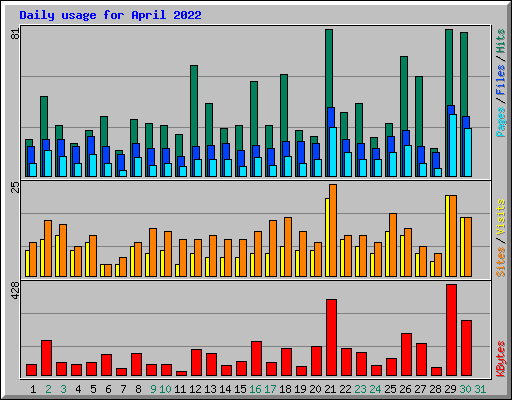 Daily usage for April 2022
81
Pages / Files / Hits
25
Sites / Visits
428
KBytes
1 2 3 4 5 6 7 8 9 10 11 12 13 14 15 16 17 18 19 20 21 22 23 24 25 26 27 28 29 30 31